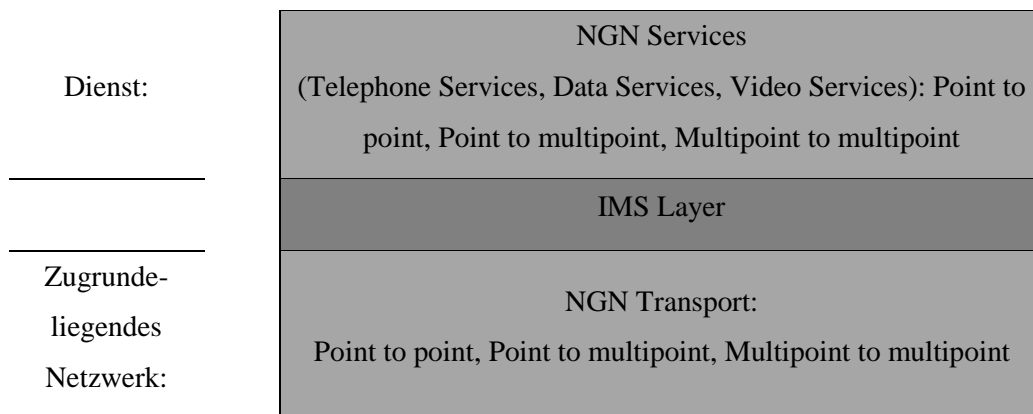 Dienst:
NGN Services
(Telephone Services, Data Services, Video Services): Point to
point, Point to multipoint, Multipoint to multipoint
IMS Layer
Zugrunde-
liegendes
Netzwerk:
NGN Transport:
Point to point, Point to multipoint, Multipoint to multipoint